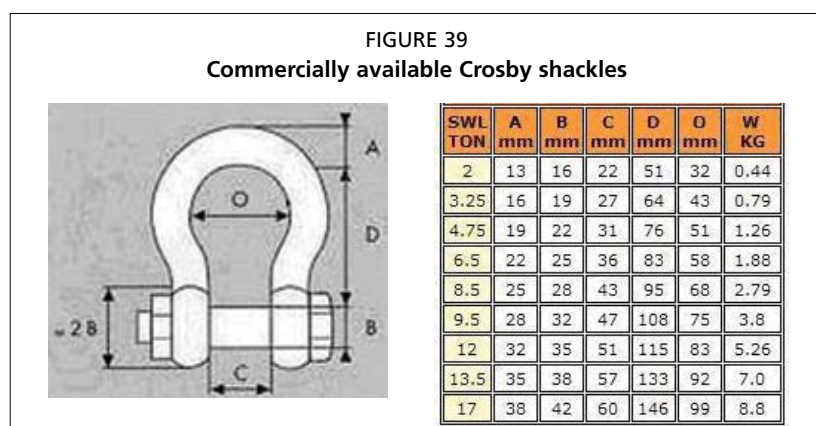 FIGURE 39
Commercially available Crosby shackles
A
O
D
≈ 2 B
B
C
SWL TON A mm B mm C mm D mm O mm W KG
2 13 16 22 51 32 0.44
3.25 16 19 27 64 43 0.79
4.75 19 22 31 76 51 1.26
6.5 22 25 36 83 58 1.88
8.5 25 28 43 95 68 2.79
9.5 28 32 47 108 75 3.8
12 32 35 51 115 83 5.26
13.5 35 38 57 133 92 7.0
17 38 42 60 146 99 8.8